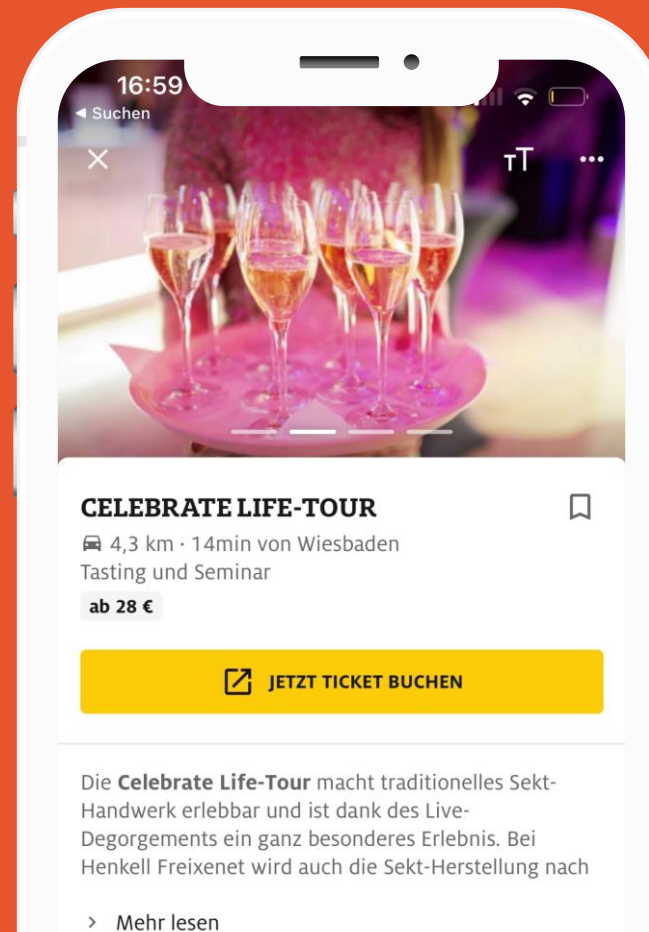 16:59
◀ Suchen
TT
CELEBRATE LIFE-TOUR
4,3 km · 14min von Wiesbaden
Tasting und Seminar
ab 28 €
JETZT TICKET BUCHEN
Die Celebrate Life-Tour macht traditionelles Sekt-
Handwerk erlebbar und ist dank des Live-
Degorgements ein ganz besonderes Erlebnis. Bei
Henkell Freixenet wird auch die Sekt-Herstellung nach
Mehr lesen